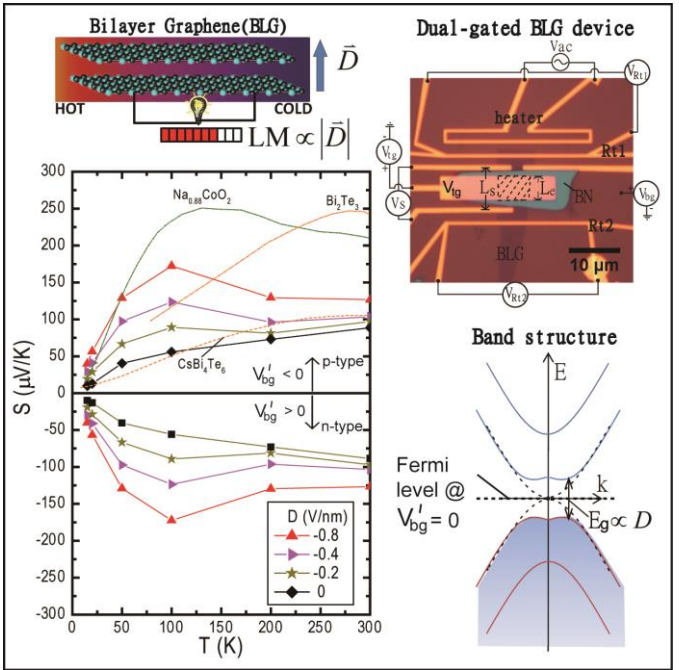 Bilayer Graphene(BLG)
D
HOT
COLD
LM ∝ |D|
Dual-gated BLG device
Vac
VRt1
heater
Rt1
Vtg
Vtg
Ls
Lc
BN
VS
Vbg
Rt2
BLG
10 µm
VRt2
S (µV/K)
300
250
200
150
100
50
0
-50
-100
-150
-200
-250
-300
Na0.88CoO2
Bi2Te3
CsBi4Te6
V'bg < 0
p-type
V'bg > 0
n-type
D (V/nm)
-0.8
-0.4
-0.2
0
0 50 100 150 200 250 300
T (K)
Band structure
E
k
Fermi
level @
V'bg = 0
Eg ∝ D